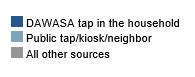 DAWASA tap in the household
Public tap/kiosk/neighbor
All other sources